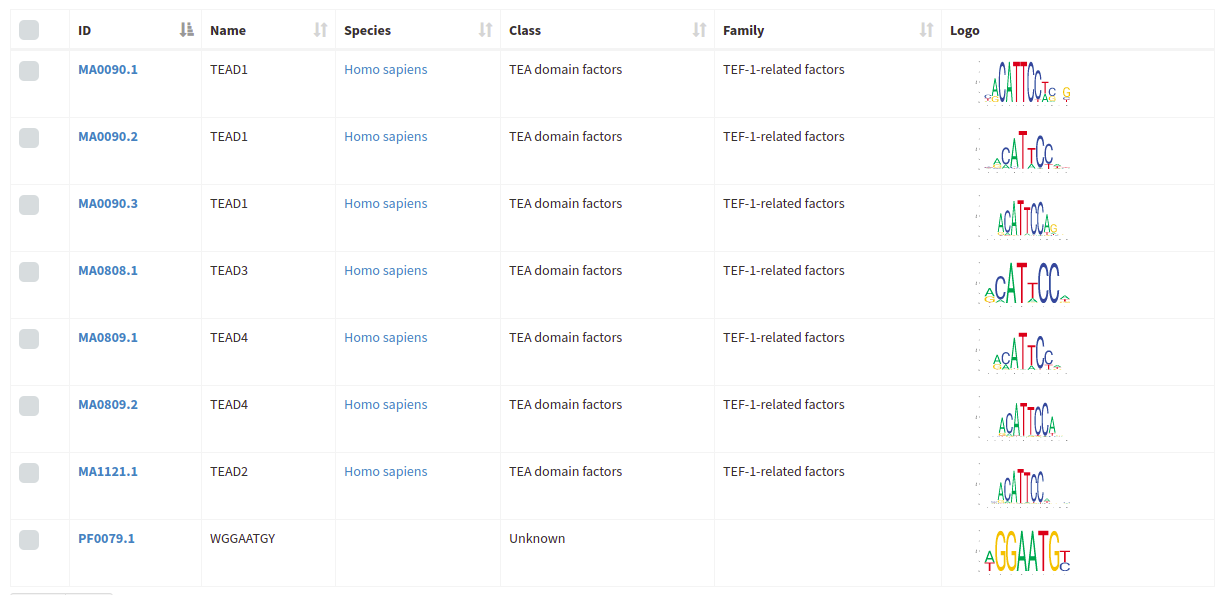 ID Name Species Class Family Logo
MA0090.1 TEAD1 Homo sapiens TEA domain factors TEF-1-related factors
MA0090.2 TEAD1 Homo sapiens TEA domain factors TEF-1-related factors
MA0090.3 TEAD1 Homo sapiens TEA domain factors TEF-1-related factors
MA0808.1 TEAD3 Homo sapiens TEA domain factors TEF-1-related factors
MA0809.1 TEAD4 Homo sapiens TEA domain factors TEF-1-related factors
MA0809.2 TEAD4 Homo sapiens TEA domain factors TEF-1-related factors
MA1121.1 TEAD2 Homo sapiens TEA domain factors TEF-1-related factors
PF0079.1 WGGAATGY Unknown